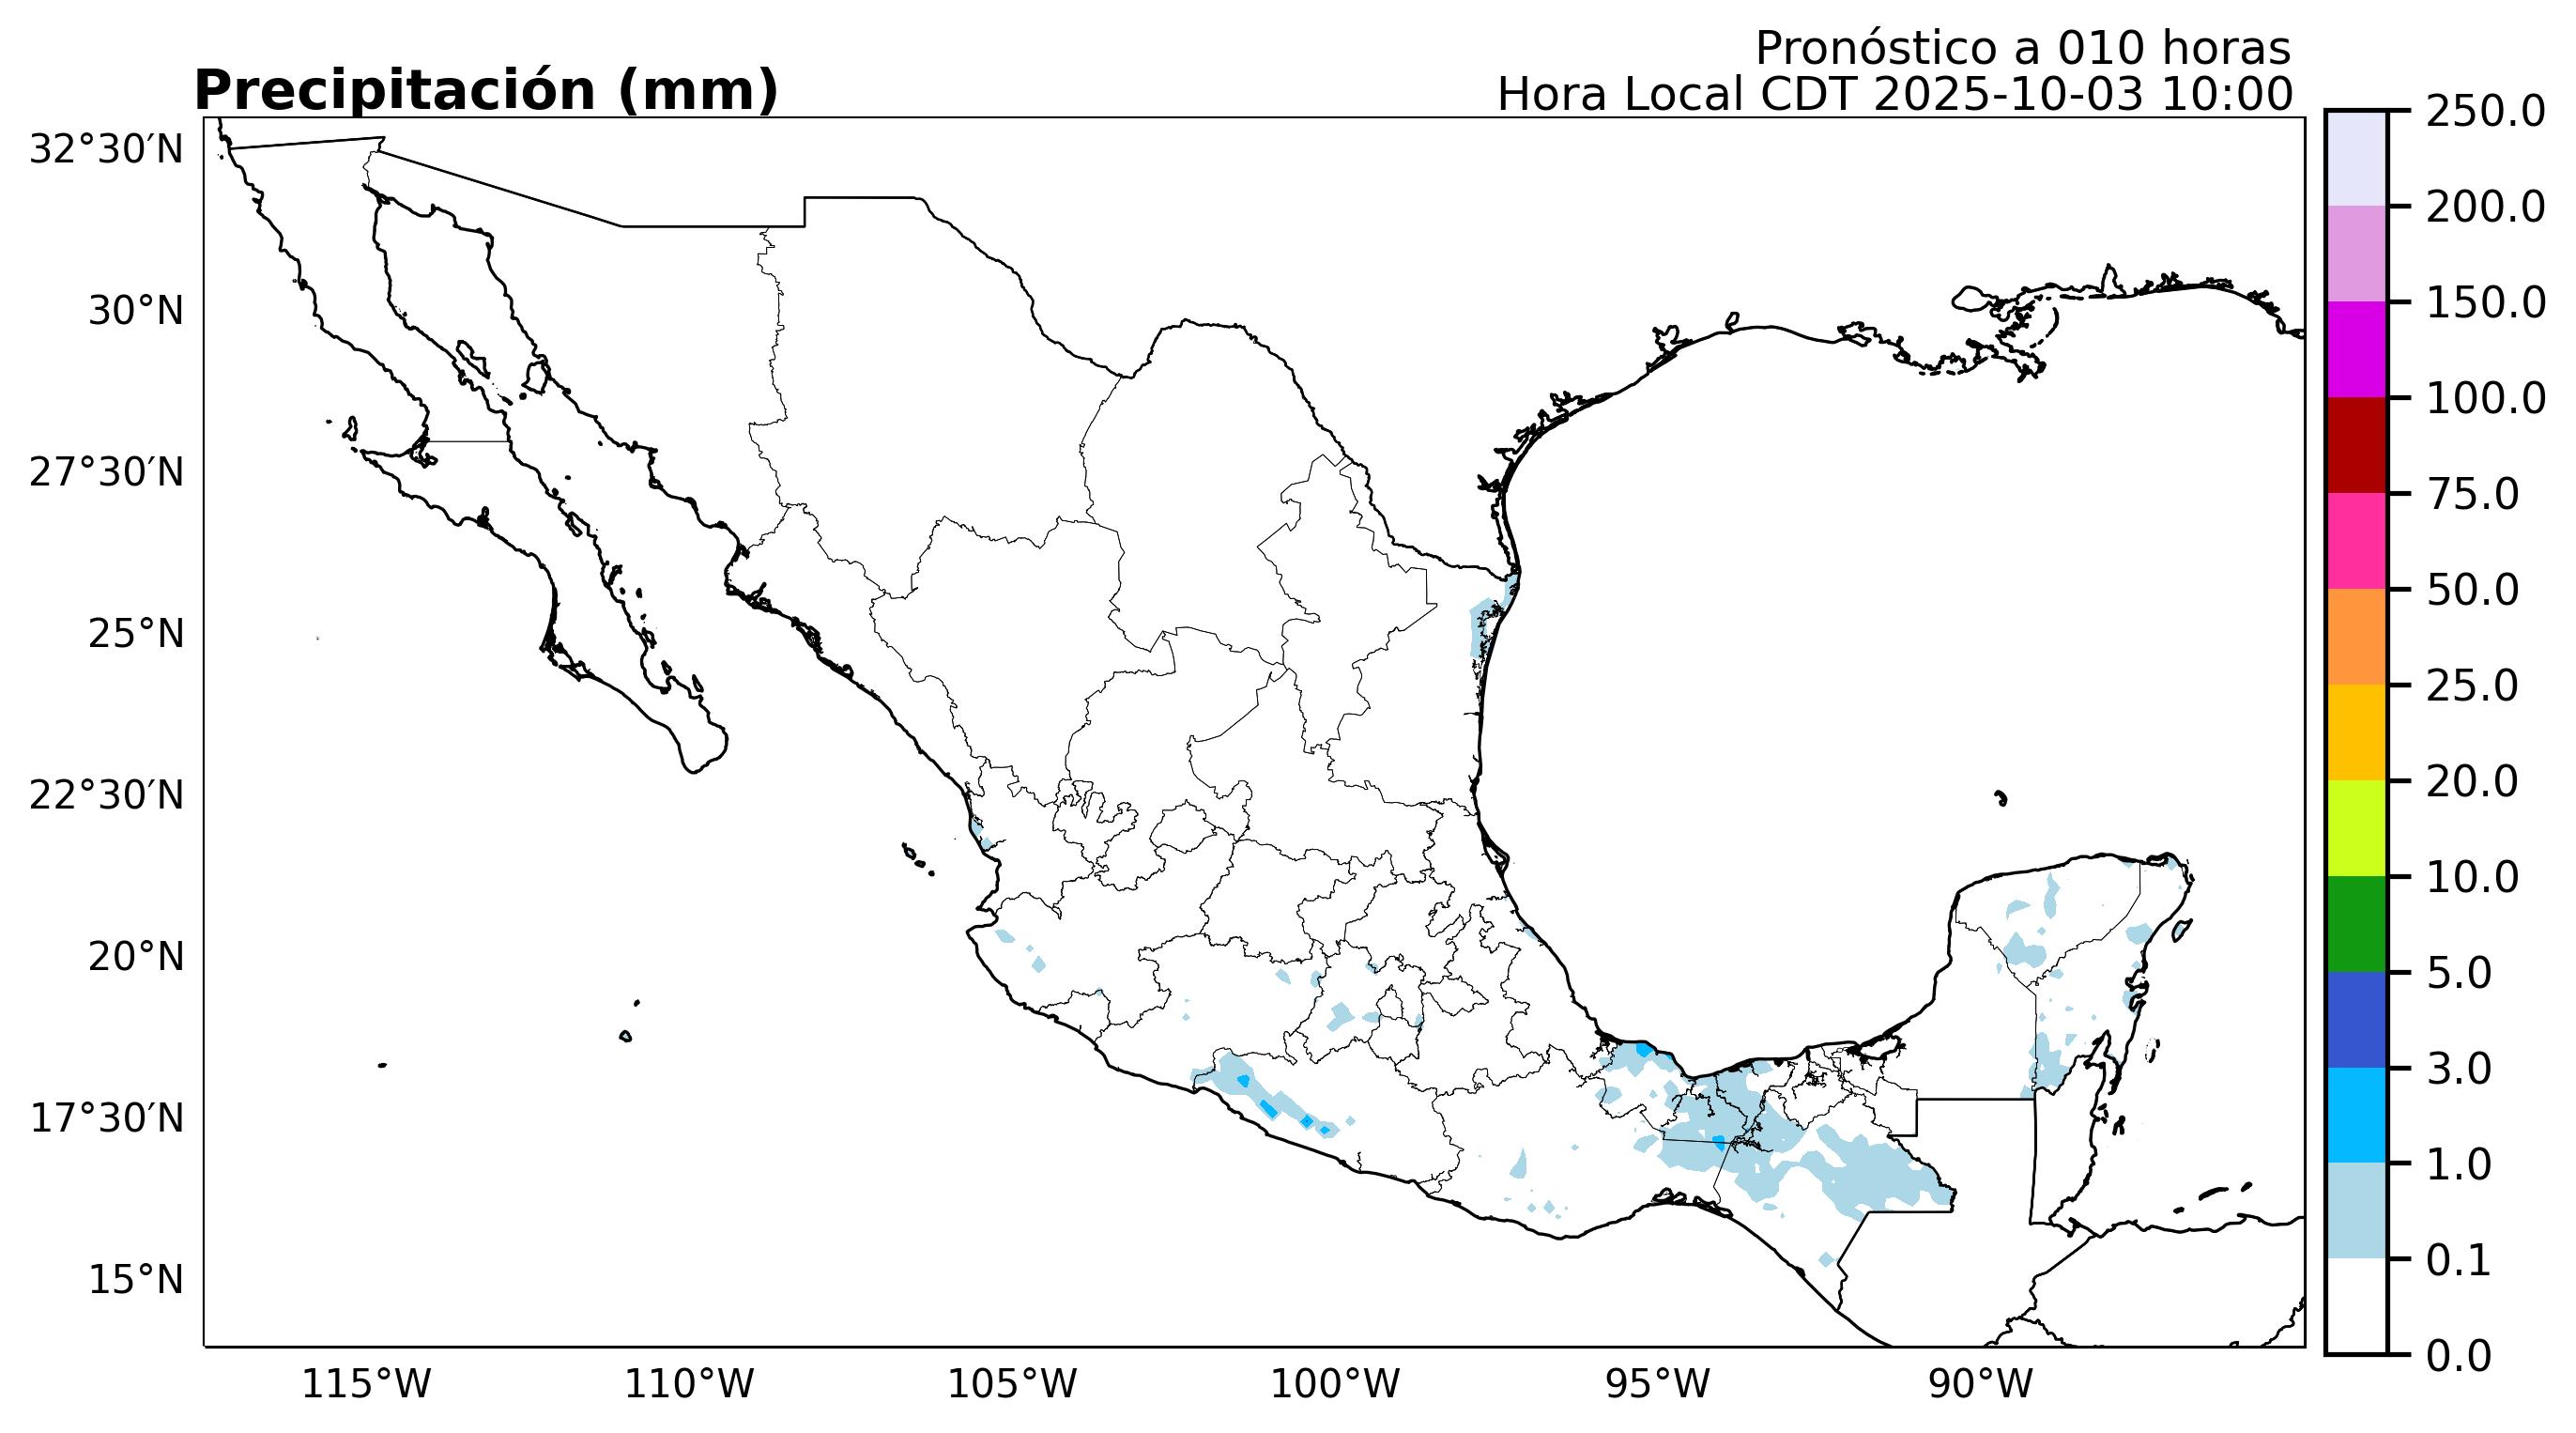 Pronóstico a 010 horas
Precipitación (mm)
Hora Local CDT 2025-10-03 10:00
32°30′N
30°N
27°30′N
25°N
22°30′N
20°N
17°30′N
15°N
115°W
110°W
105°W
100°W
95°W
90°W
250.0
200.0
150.0
100.0
75.0
50.0
25.0
20.0
10.0
5.0
3.0
1.0
0.1
0.0